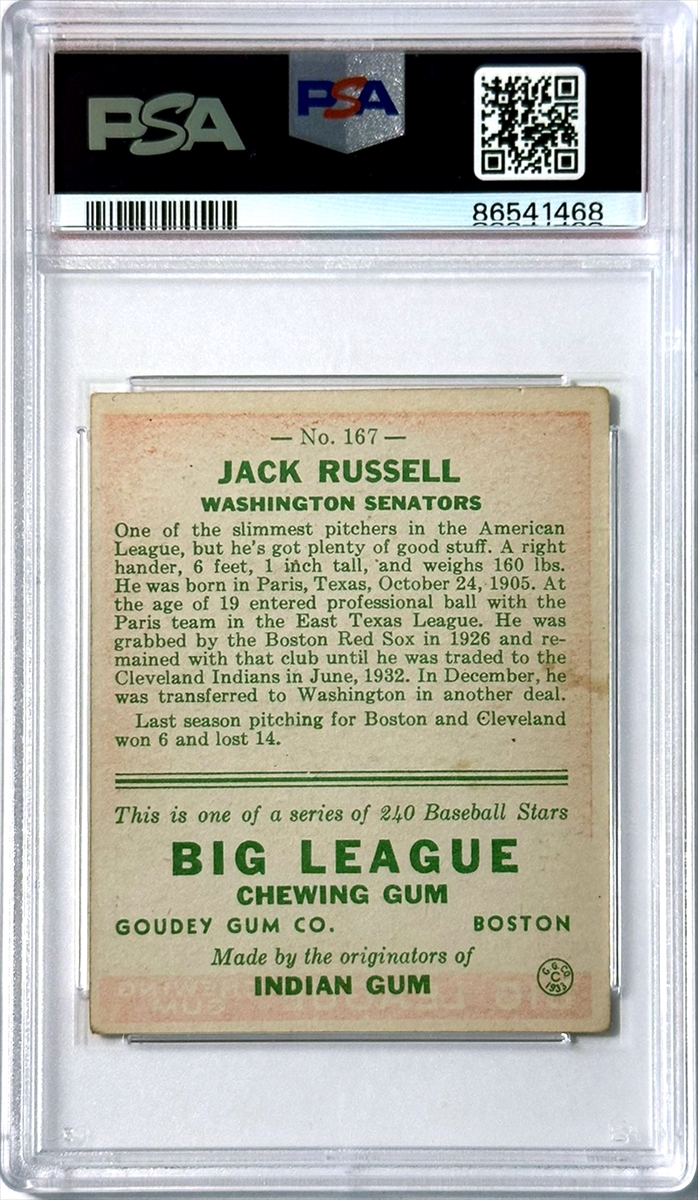 PSA
PSA
86541468
— No. 167 —
JACK RUSSELL
WASHINGTON SENATORS
One of the slimmest pitchers in the American
League, but he's got plenty of good stuff. A right
hander, 6 feet, 1 inch tall, and weighs 160 lbs.
He was born in Paris, Texas, October 24, 1905. At
the age of 19 entered professional ball with the
Paris team in the East Texas League. He was
grabbed by the Boston Red Sox in 1926 and re-
mained with that club until he was traded to the
Cleveland Indians in June, 1932. In December, he
was transferred to Washington in another deal.
Last season pitching for Boston and Cleveland
won 6 and lost 14.
This is one of a series of 240 Baseball Stars
BIG LEAGUE
CHEWING GUM
GOUDEY GUM CO. BOSTON
Made by the originators of
INDIAN GUM
G. G. CO.
C
1933